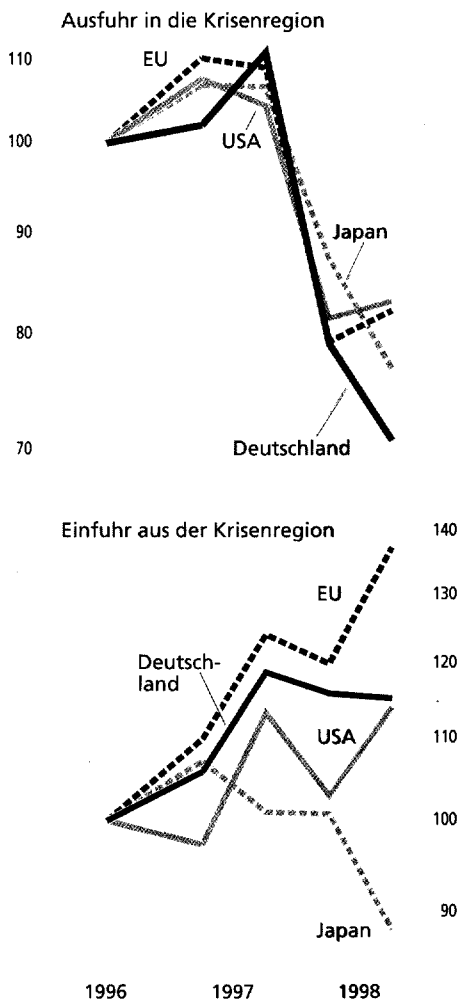 Ausfuhr in die Krisenregion
110
EU
100
USA
90
Japan
80
Deutschland
70
Einfuhr aus der Krisenregion
140
EU
130
Deutsch-
land
120
USA
110
100
90
Japan
1996 1997 1998